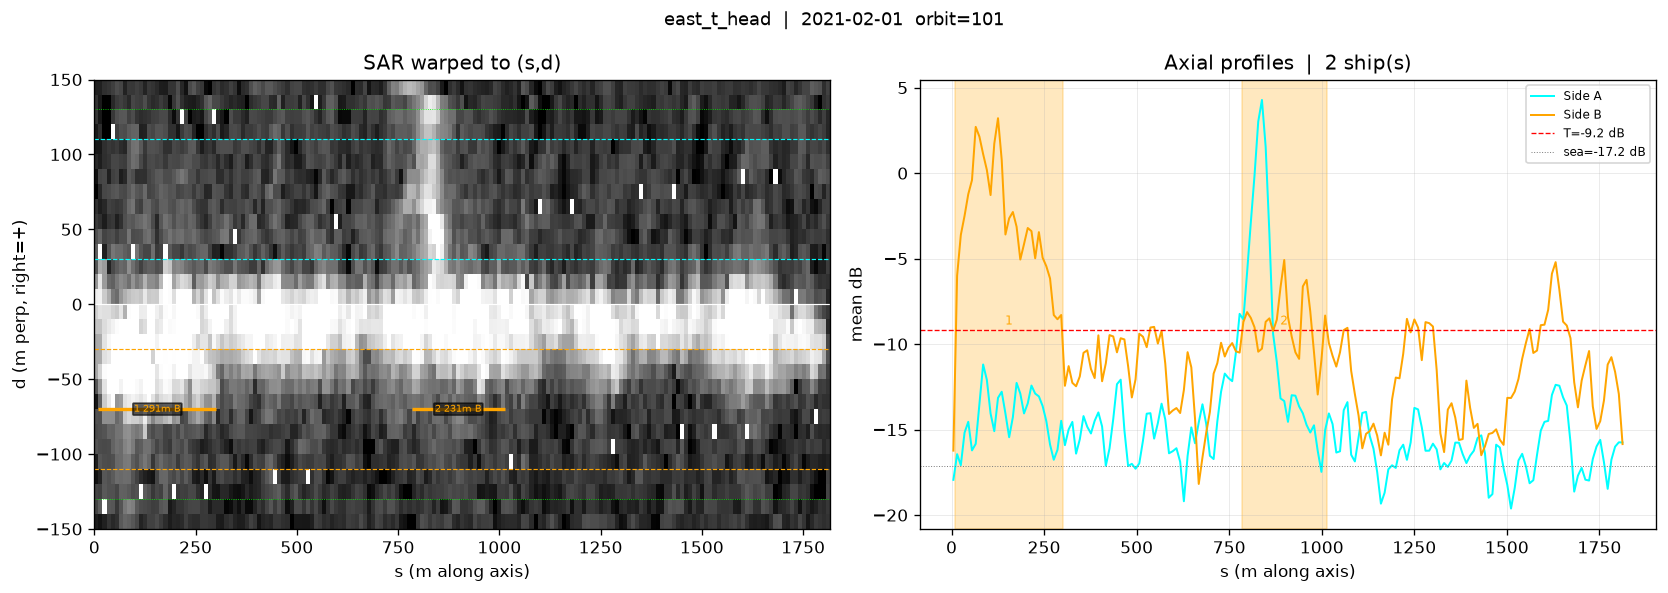 east_t_head  |  2021-02-01  orbit=101
SAR warped to (s,d)
150
100
50
0
−50
−100
−150
d (m perp, right=+)
1 291m B
2 231m B
0
250
500
750
1000
1250
1500
1750
s (m along axis)
Axial profiles  |  2 ship(s)
5
0
−5
−10
−15
−20
mean dB
1
2
Side A
Side B
T=-9.2 dB
sea=-17.2 dB
0
250
500
750
1000
1250
1500
1750
s (m along axis)